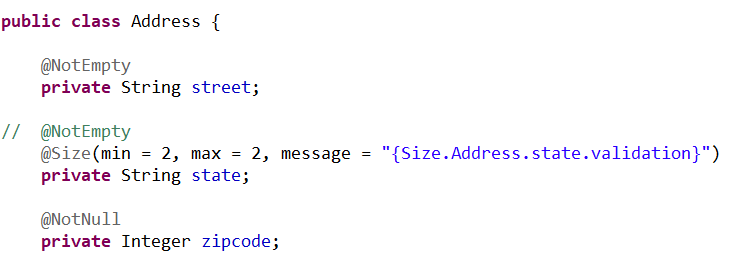 public class Address {
@NotEmpty
private String street;
// @NotEmpty
@Size(min = 2, max = 2, message = "{Size.Address.state.validation}")
private String state;
@NotNull
private Integer zipcode;